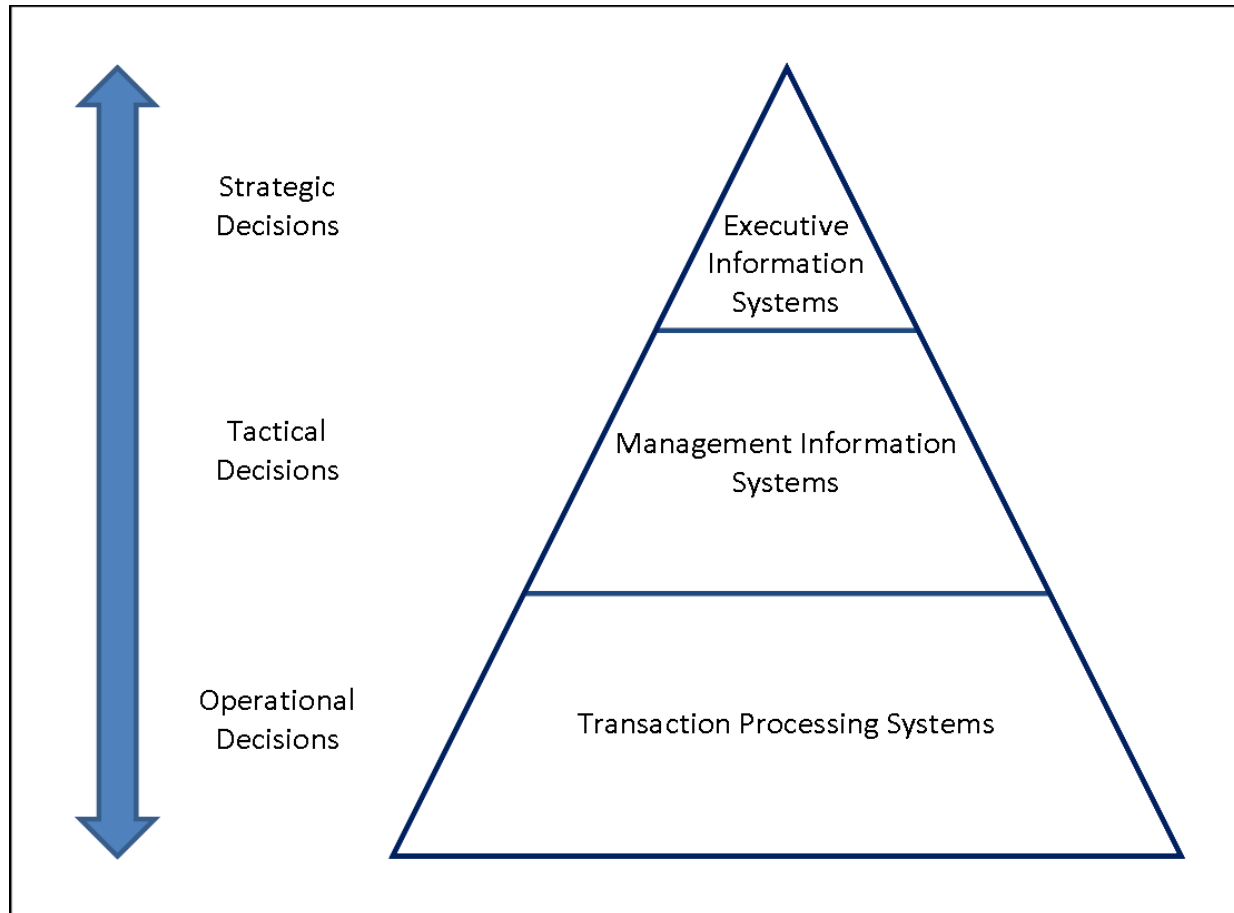 Strategic
Decisions
Executive
Information
Systems
Tactical
Decisions
Management Information
Systems
Operational
Decisions
Transaction Processing Systems